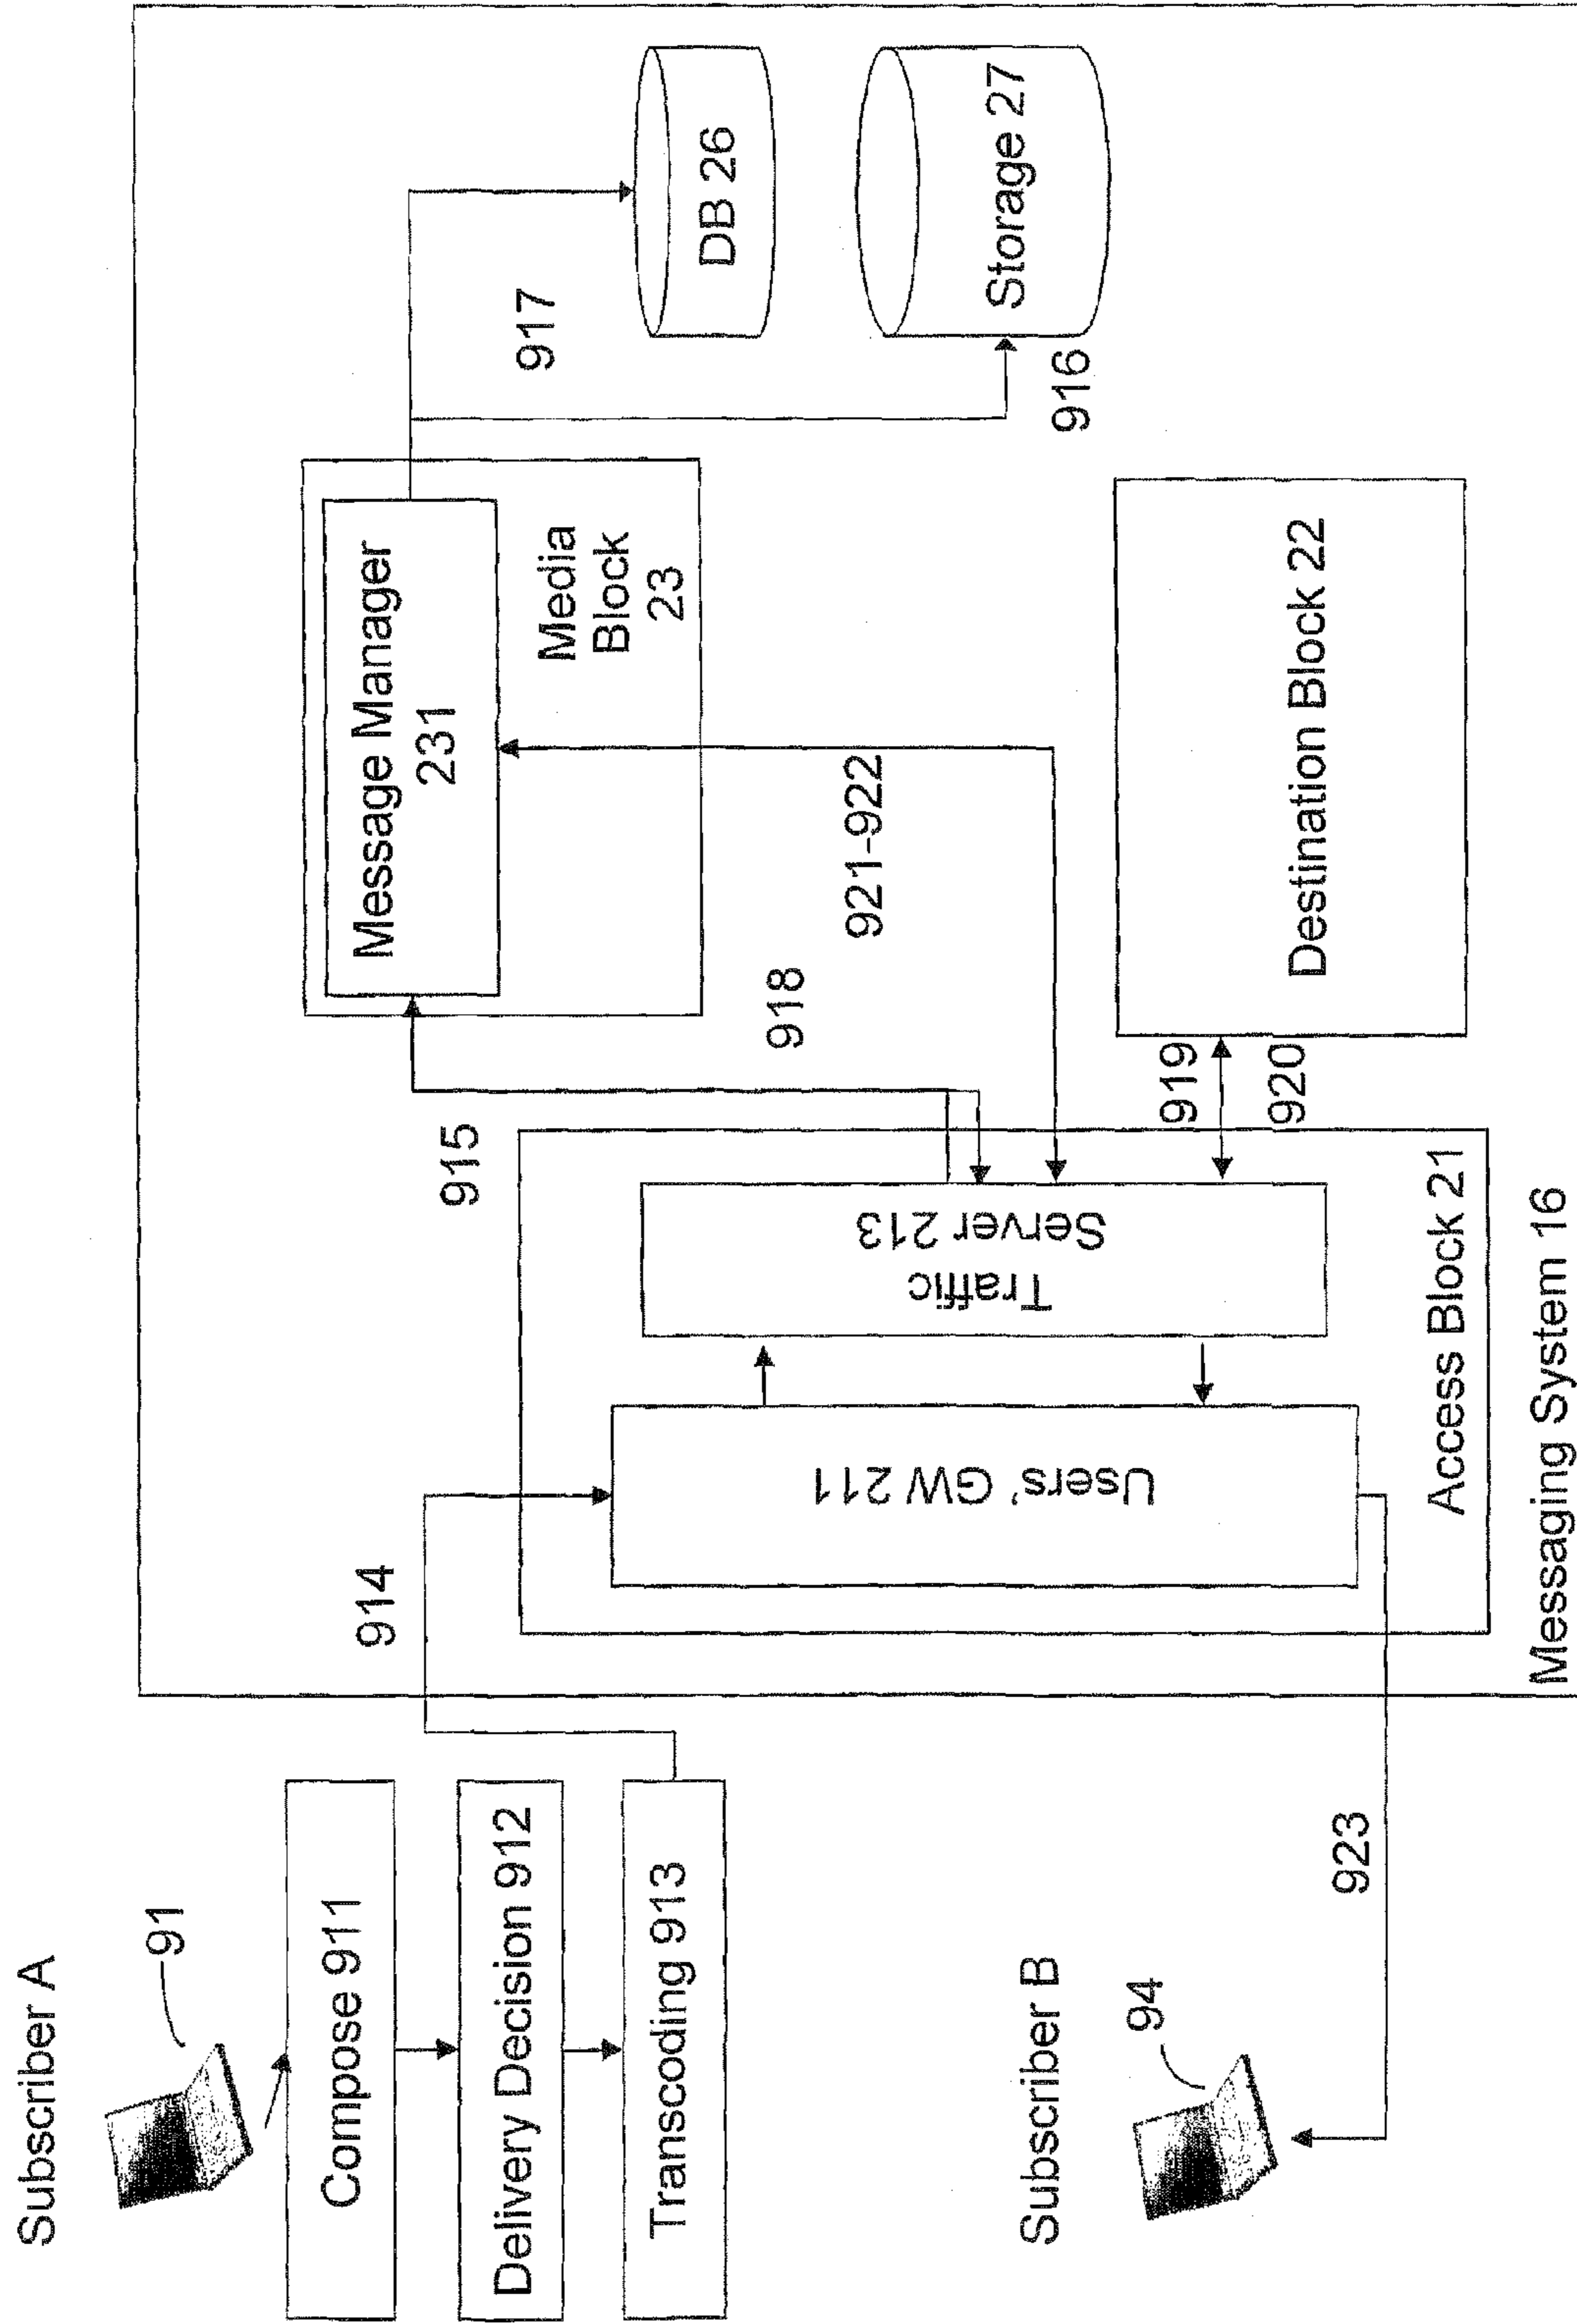 Subscriber A
91
Compose 911
Delivery Decision 912
Transcoding 913
Subscriber B
94
923
914
Users' GW 211
Traffic
Server 213
Access Block 21
Messaging System 16
915
918
919
920
921-922
Message Manager
231
Media
Block
23
Destination Block 22
917
916
DB 26
Storage 27